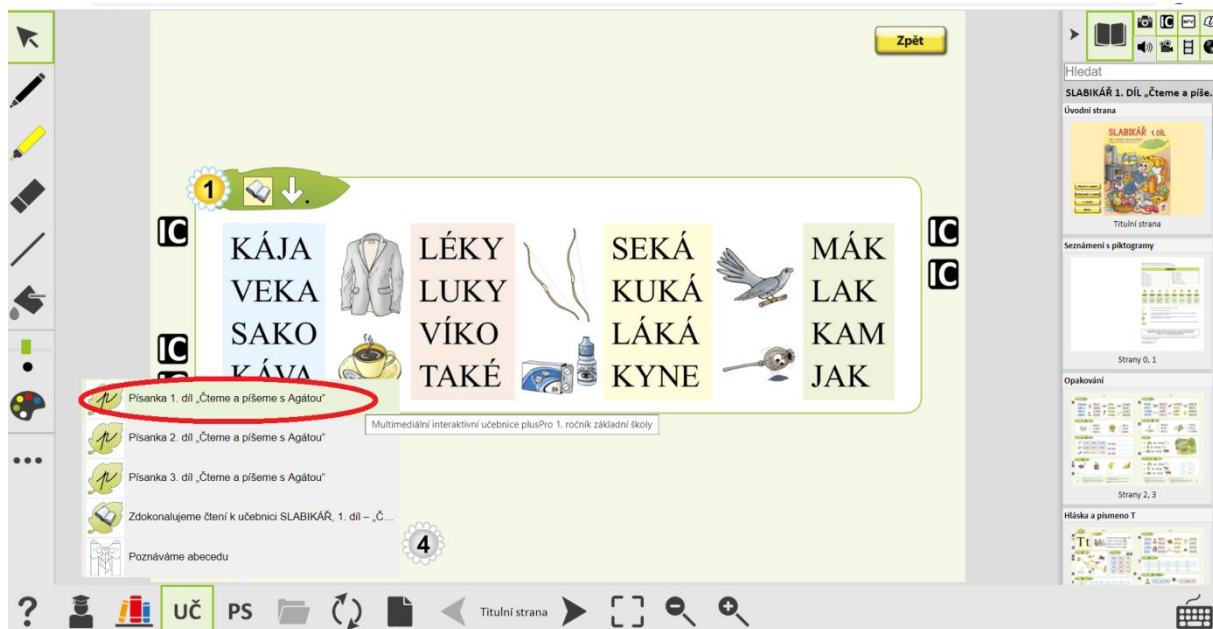 Zpět
1
IC
IC
IC
IC
KÁJA
VEKA
SAKO
KÁVA
LÉKY
LUKY
VÍKO
TAKÉ
SEKÁ
KUKÁ
LÁKÁ
KYNE
MÁK
LAK
KAM
JAK
Písanka 1. díl „Čteme a píšeme s Agátou"
Multimediální interaktivní učebnice plusPro 1. ročník základní školy
Písanka 2. díl „Čteme a píšeme s Agátou"
Písanka 3. díl „Čteme a píšeme s Agátou"
Zdokonalujeme čtení k učebnici SLABIKÁŘ, 1. díl – „Č...
Poznáváme abecedu
4
IC
Hledat
SLABIKÁŘ 1. DÍL „Čteme a píše..
Úvodní strana
SLABIKÁŘ 1. DÍL
Titulní strana
Seznámení s piktogramy
Strany 0, 1
Opakování
Strany 2, 3
Hláska a písmeno T
Tt
? UČ PS Titulní strana